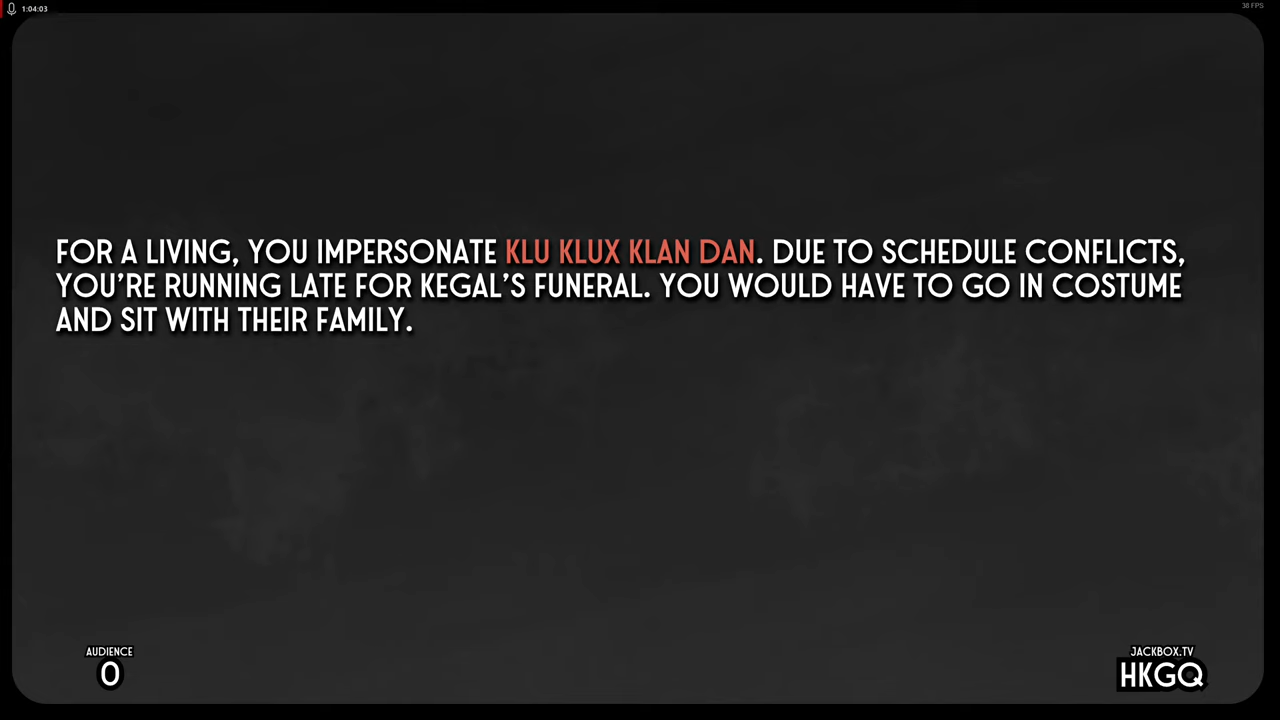 1:04:03
38 FPS
FOR A LIVING, YOU IMPERSONATE KLU KLUX KLAN DAN. DUE TO SCHEDULE CONFLICTS,
YOU'RE RUNNING LATE FOR KEGAL'S FUNERAL. YOU WOULD HAVE TO GO IN COSTUME
AND SIT WITH THEIR FAMILY.
AUDIENCE
0
JACKBOX.TV
HKGQ